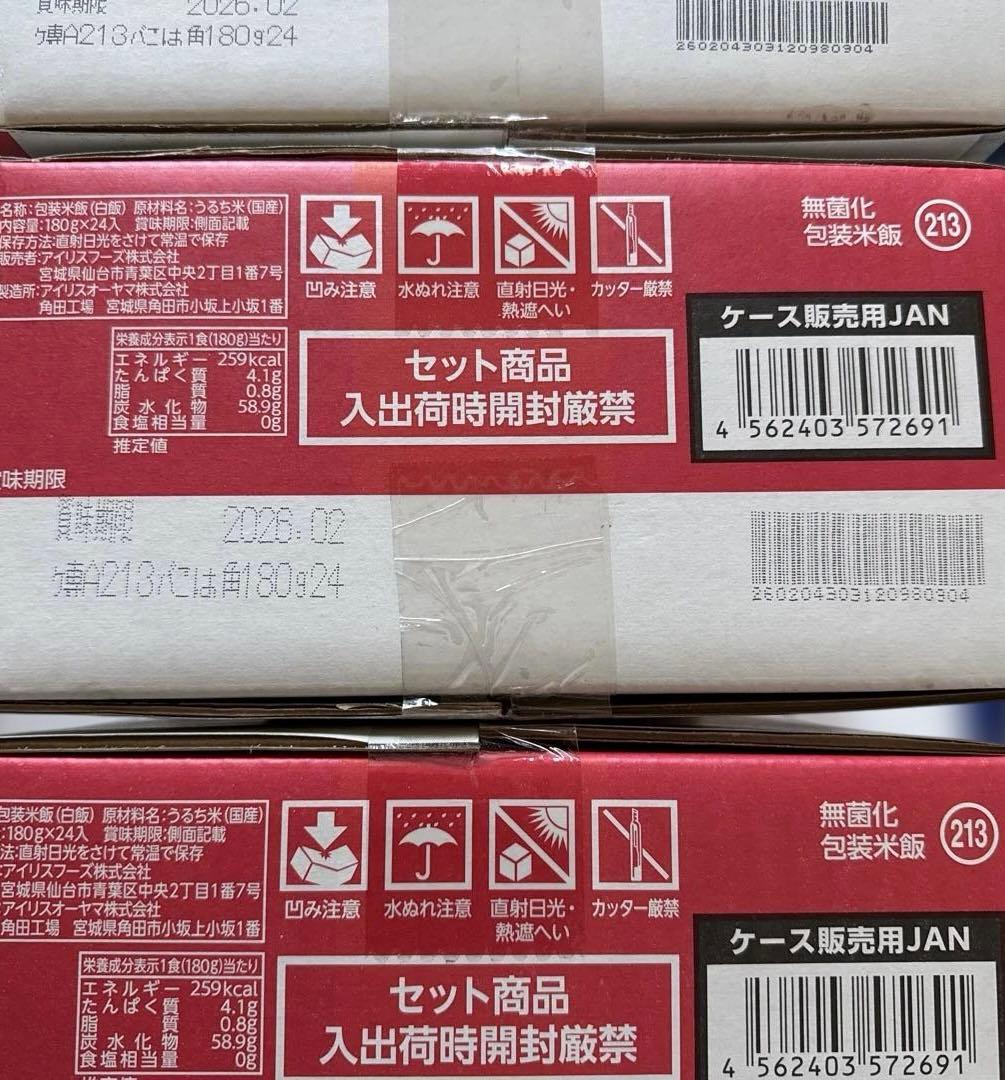 賞味期限 2026.02
ケ専A213パこは角180g24
2602043031209​80904
名称:包装米飯(白飯) 原材料名:うるち米(国産)
内容量:180g×24入 賞味期限:側面記載
保存方法:直射日光をさけて常温で保存
販売者:アイリスフーズ株式会社
宮城県仙台市青葉区中央2丁目1番7号
製造所:アイリスオーヤマ株式会社
角田工場 宮城県角田市小坂上小坂1番
栄養成分表示1食(180g)当たり
エネルギー 259kcal
たんぱく質 4.1g
脂質 0.8g
炭水化物 58.9g
食塩相当量 0g
推定値
凹み注意
水ぬれ注意
直射日光・
熱遮へい
カッター厳禁
セット商品
入出荷時開封厳禁
無菌化
包装米飯
213
ケース販売用JAN
4 562403 572691
味期限
賞味期限 2026.02
ケ専A213パこは角180g24
260204303120980904
包装米飯(白飯) 原材料名:うるち米(国産)
:180g×24入 賞味期限:側面記載
法:直射日光をさけて常温で保存
:アイリスフーズ株式会社
宮城県仙台市青葉区中央2丁目1番7号
:アイリスオーヤマ株式会社
角田工場 宮城県角田市小坂上小坂1番
栄養成分表示1食(180g)当たり
エネルギー 259kcal
たんぱく質 4.1g
脂質 0.8g
炭水化物 58.9g
食塩相当量 0g
凹み注意
水ぬれ注意
直射日光・
熱遮へい
カッター厳禁
セット商品
入出荷時開封厳禁
無菌化
包装米飯
213
ケース販売用JAN
4 562403 572691